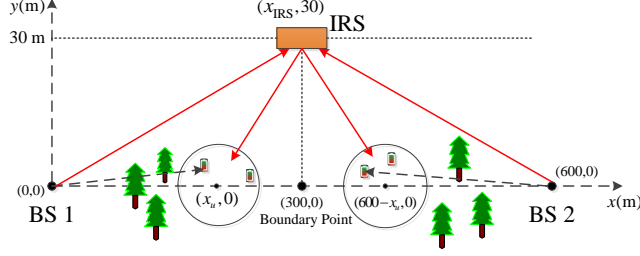 y(m)
(x_IRS,30)
IRS
30 m
(0,0)
BS 1
(x_u,0)
(300,0)
Boundary Point
(600-x_u,0)
(600,0)
BS 2
x(m)